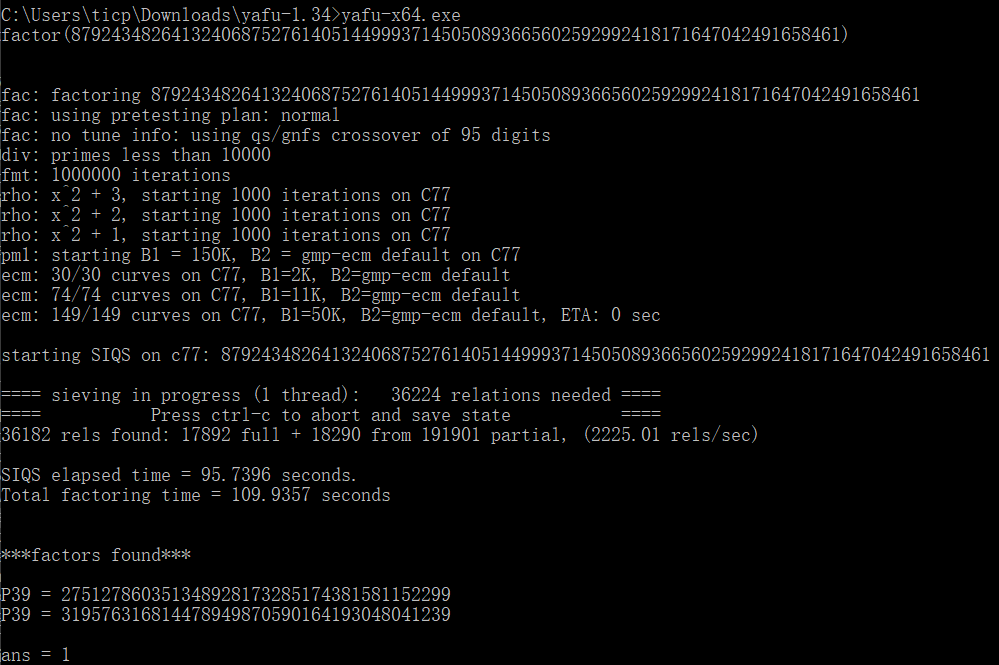 C:\Users\ticp\Downloads\yafu-1.34>yafu-x64.exe
factor(87924348264132406875276140514499937145050893665602592992418171647042491658461)
fac: factoring 87924348264132406875276140514499937145050893665602592992418171647042491658461
fac: using pretesting plan: normal
fac: no tune info: using qs/gnfs crossover of 95 digits
div: primes less than 10000
fmt: 1000000 iterations
rho: x^2 + 3, starting 1000 iterations on C77
rho: x^2 + 2, starting 1000 iterations on C77
rho: x^2 + 1, starting 1000 iterations on C77
pm1: starting B1 = 150K, B2 = gmp-ecm default on C77
ecm: 30/30 curves on C77, B1=2K, B2=gmp-ecm default
ecm: 74/74 curves on C77, B1=11K, B2=gmp-ecm default
ecm: 149/149 curves on C77, B1=50K, B2=gmp-ecm default, ETA: 0 sec
starting SIQS on c77: 87924348264132406875276140514499937145050893665602592992418171647042491658461
==== sieving in progress (1 thread):   36224 relations needed ====
====           Press ctrl-c to abort and save state           ====
36182 rels found: 17892 full + 18290 from 191901 partial, (2225.01 rels/sec)
SIQS elapsed time = 95.7396 seconds.
Total factoring time = 109.9357 seconds
***factors found***
P39 = 275127860351348928173285174381581152299
P39 = 319576316814478949870590164193048041239
ans = 1